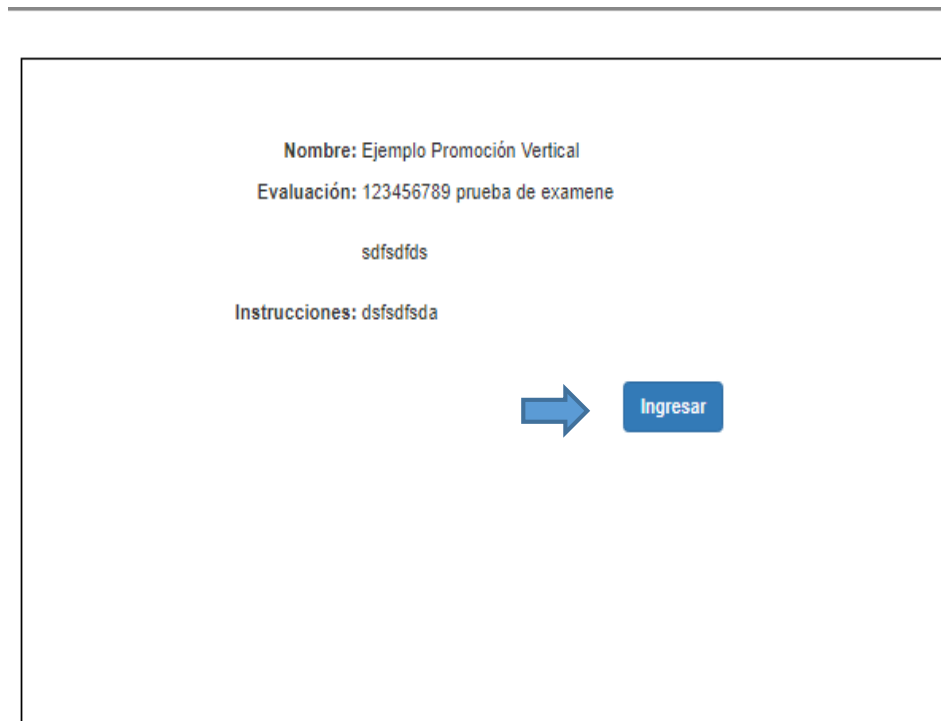 Nombre: Ejemplo Promoción Vertical
Evaluación: 123456789 prueba de examene
sdfsdfds
Instrucciones: dsfsdfsda
Ingresar